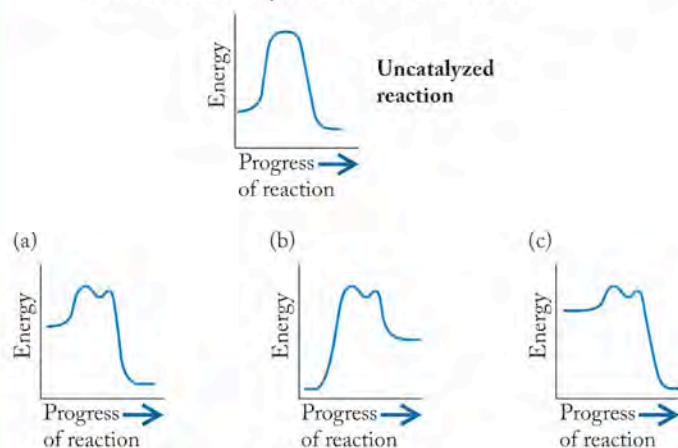 Energy
Uncatalyzed
reaction
Progress
of reaction
(a)
(b)
(c)
Energy
Energy
Energy
Progress
of reaction
Progress
of reaction
Progress
of reaction